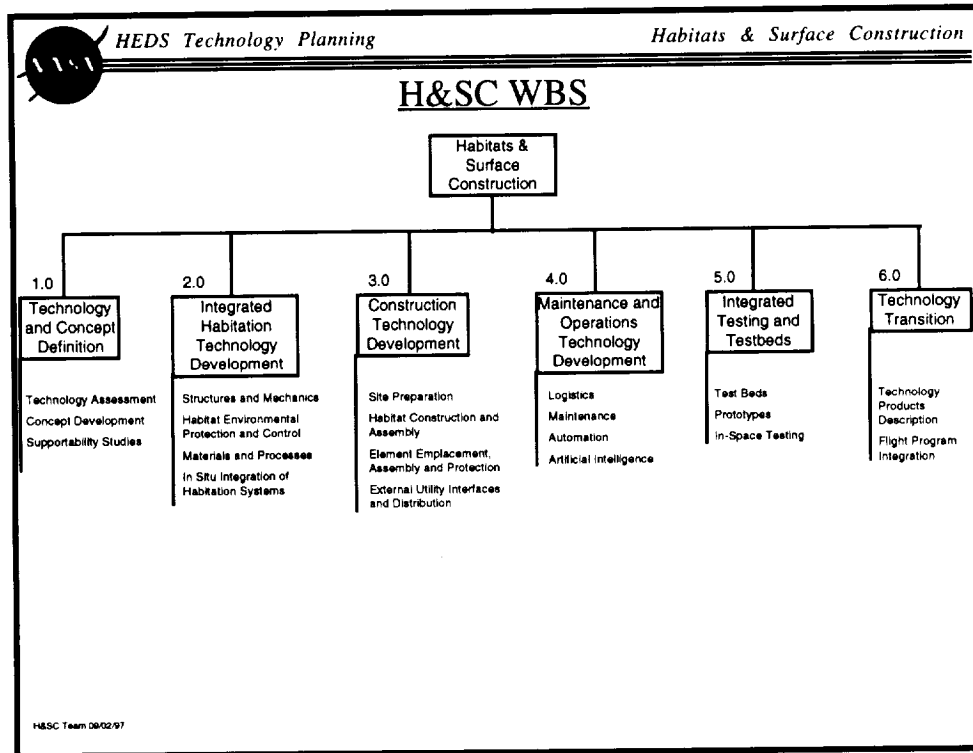 HEDS Technology Planning
Habitats & Surface Construction
H&SC WBS
Habitats &
Surface
Construction
1.0
Technology
and Concept
Definition
Technology Assessment
Concept Development
Supportability Studies
2.0
Integrated
Habitation
Technology
Development
Structures and Mechanics
Habitat Environmental
Protection and Control
Materials and Processes
In Situ Integration of
Habitation Systems
3.0
Construction
Technology
Development
Site Preparation
Habitat Construction and
Assembly
Element Emplacement,
Assembly and Protection
External Utility Interfaces
and Distribution
4.0
Maintenance and
Operations
Technology
Development
Logistics
Maintenance
Automation
Artificial Intelligence
5.0
Integrated
Testing and
Testbeds
Test Beds
Prototypes
In-Space Testing
6.0
Technology
Transition
Technology
Products
Description
Flight Program
Integration
H&SC Team 09/02/97